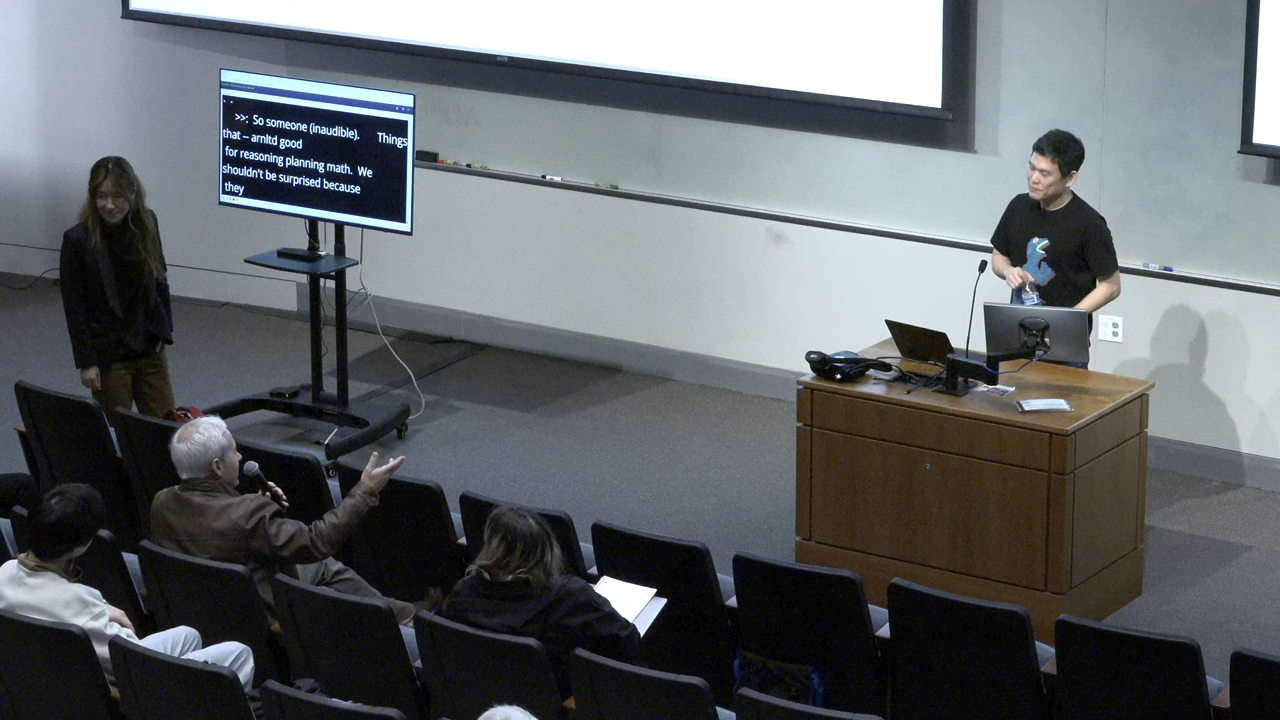 >>: So someone (inaudible). Things
that -- arnltd good
for reasoning planning math. We
shouldn't be surprised because
they